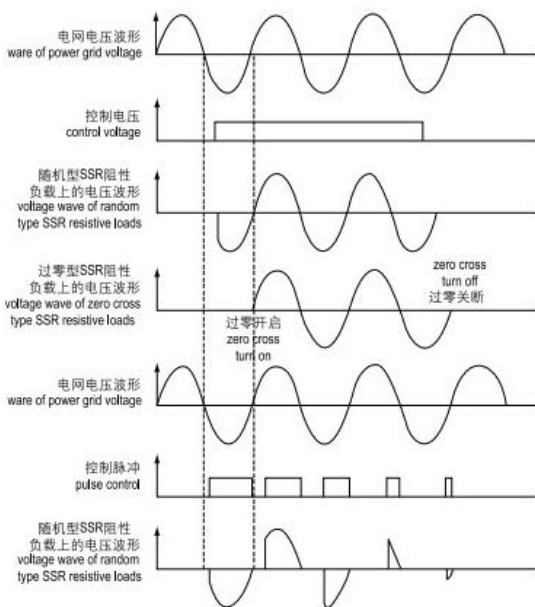 电网电压波形
ware of power grid voltage
控制电压
control voltage
随机型SSR阻性
负载上的电压波形
voltage wave of random
type SSR resistive loads
过零型SSR阻性
负载上的电压波形
voltage wave of zero cross
type SSR resistive loads
zero cross
turn off
过零关断
过零开启
zero cross
turn on
电网电压波形
ware of power grid voltage
控制脉冲
pulse control
随机型SSR阻性
负载上的电压波形
voltage wave of random
type SSR resistive loads